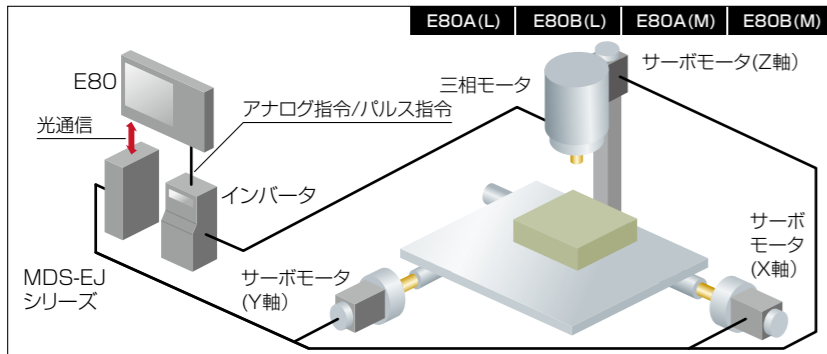 E80A(L) E80B(L) E80A(M) E80B(M)
サーボモータ(Z軸)
三相モータ
E80
アナログ指令/パルス指令
光通信
インバータ
MDS-EJ
シリーズ
サーボモータ
(Y軸)
サーボ
モータ
(X軸)